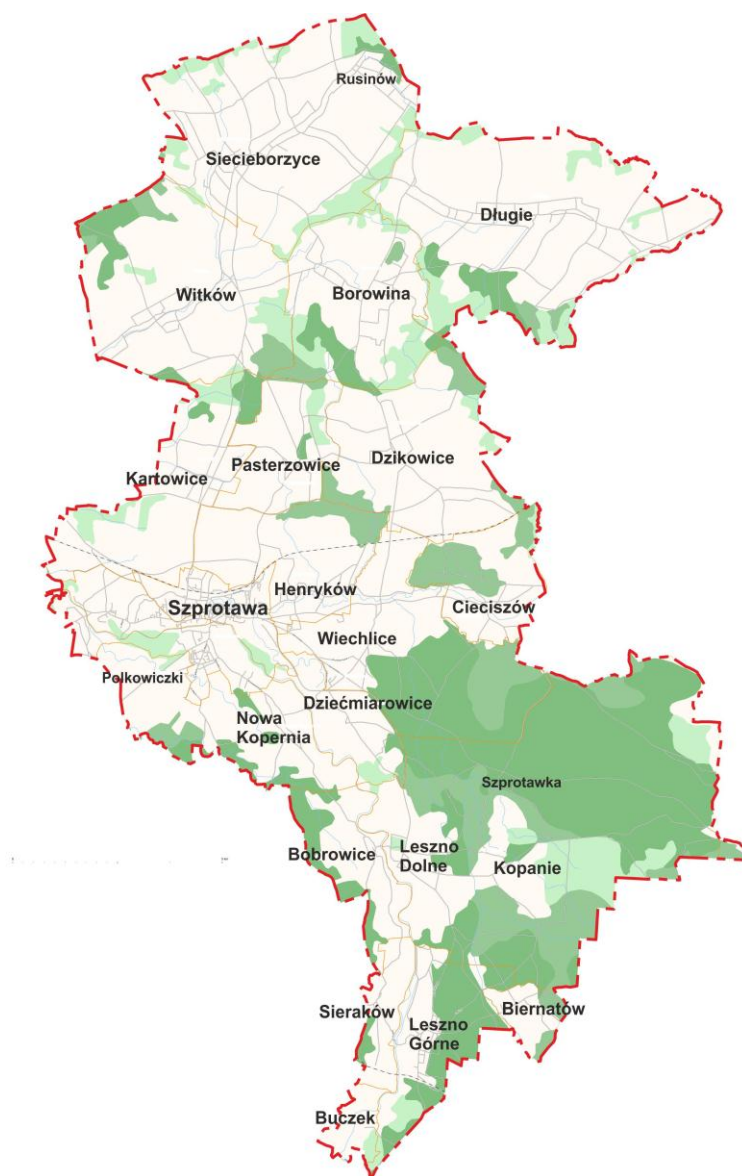 Rusinów
Siecieborzyce
Długie
Witków
Borowina
Dzikowice
Pasterzowice
Kartowice
Henryków
Szprotawa
Cieciszów
Wiechlice
Polkowiczki
Dziećmiarowice
Nowa
Kopernia
Szprotawka
Bobrowice
Leszno
Dolne
Kopanie
Sieraków
Biernatów
Leszno
Górne
Buczek